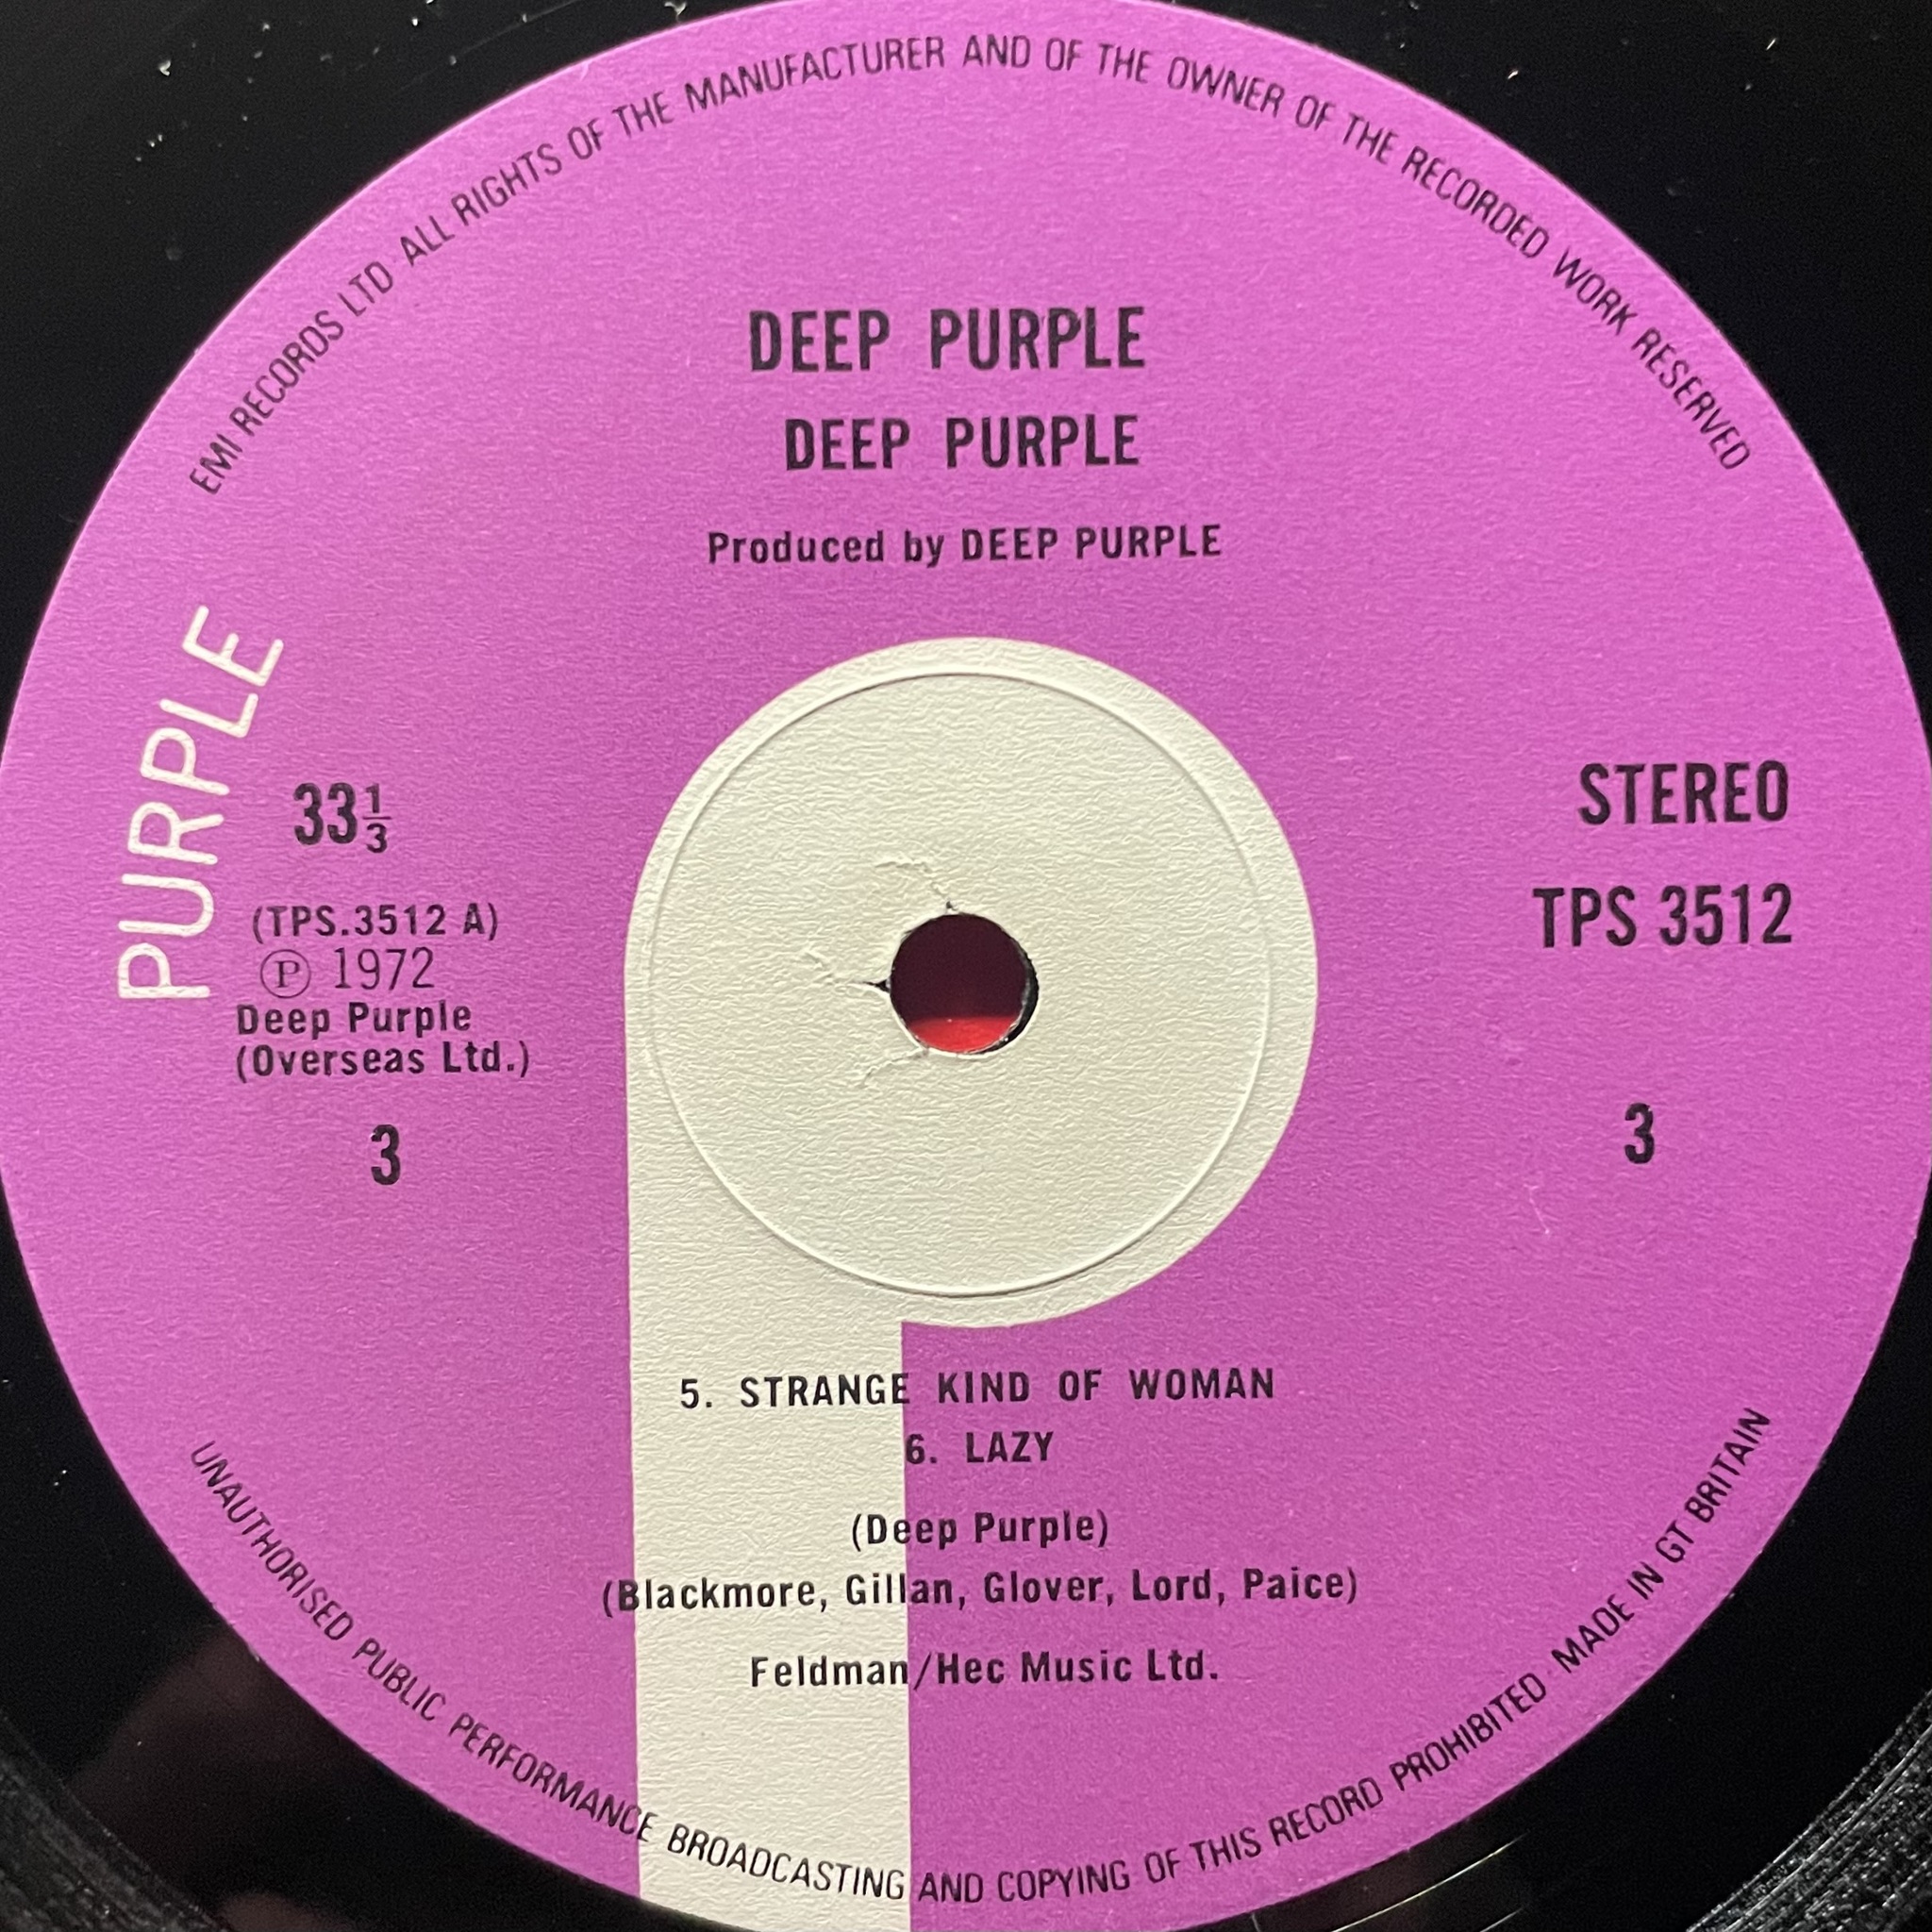 EMI RECORDS LTD ALL RIGHTS OF THE MANUFACTURER AND OF THE OWNER OF THE RECORDED WORK RESERVED
DEEP PURPLE
DEEP PURPLE
Produced by DEEP PURPLE
PURPLE
33⅓
(TPS.3512 A)
Ⓟ 1972
Deep Purple
(Overseas Ltd.)
3
STEREO
TPS 3512
3
5. STRANGE KIND OF WOMAN
6. LAZY
(Deep Purple)
(Blackmore, Gillan, Glover, Lord, Paice)
Feldman/Hec Music Ltd.
UNAUTHORISED PUBLIC PERFORMANCE BROADCASTING AND COPYING OF THIS RECORD PROHIBITED · MADE IN GT BRITAIN